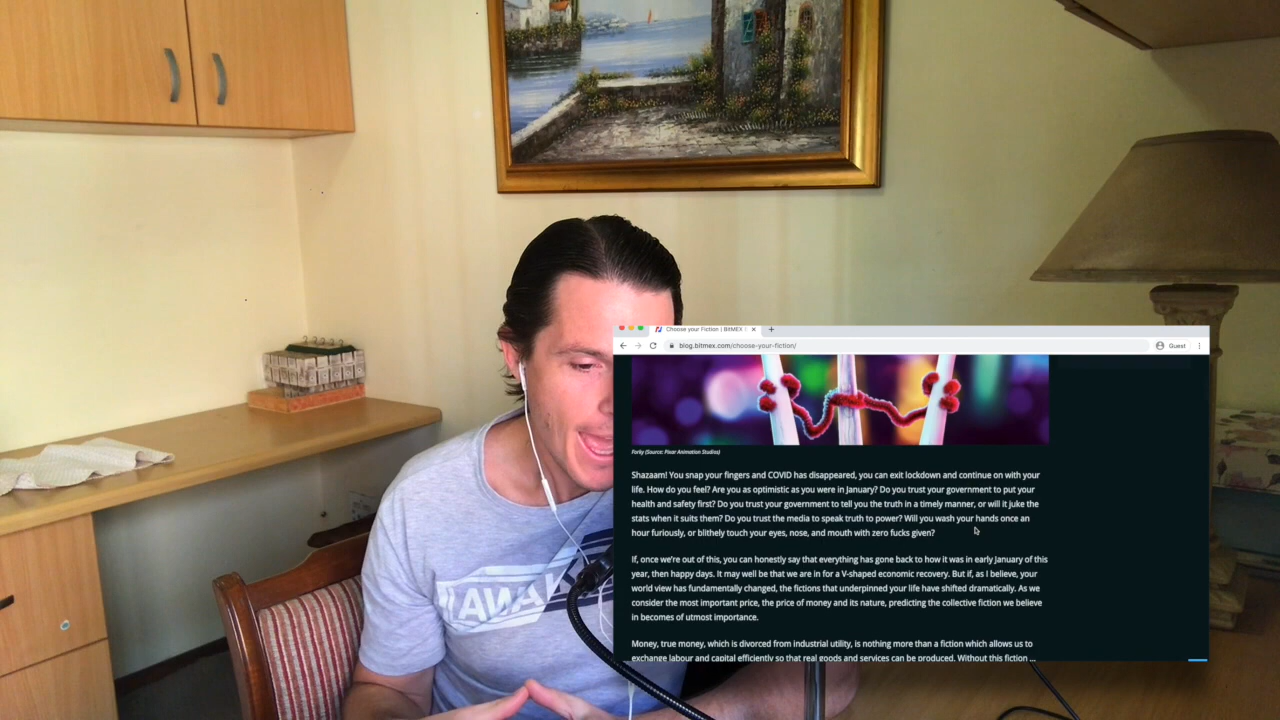 Choose your Fiction | BitMEX
blog.bitmex.com/choose-your-fiction/
Guest
Forky (Source: Pixar Animation Studios)
Shazaam! You snap your fingers and COVID has disappeared, you can exit lockdown and continue on with your
life. How do you feel? Are you as optimistic as you were in January? Do you trust your government to put your
health and safety first? Do you trust your government to tell you the truth in a timely manner, or will it juke the
stats when it suits them? Do you trust the media to speak truth to power? Will you wash your hands once an
hour furiously, or blithely touch your eyes, nose, and mouth with zero fucks given?
If, once we're out of this, you can honestly say that everything has gone back to how it was in early January of this
year, then happy days. It may well be that we are in for a V-shaped economic recovery. But if, as I believe, your
world view has fundamentally changed, the fictions that underpinned your life have shifted dramatically. As we
consider the most important price, the price of money and its nature, predicting the collective fiction we believe
in becomes of utmost importance.
Money, true money, which is divorced from industrial utility, is nothing more than a fiction which allows us to
exchange labour and capital efficiently so that real goods and services can be produced. Without this fiction ...